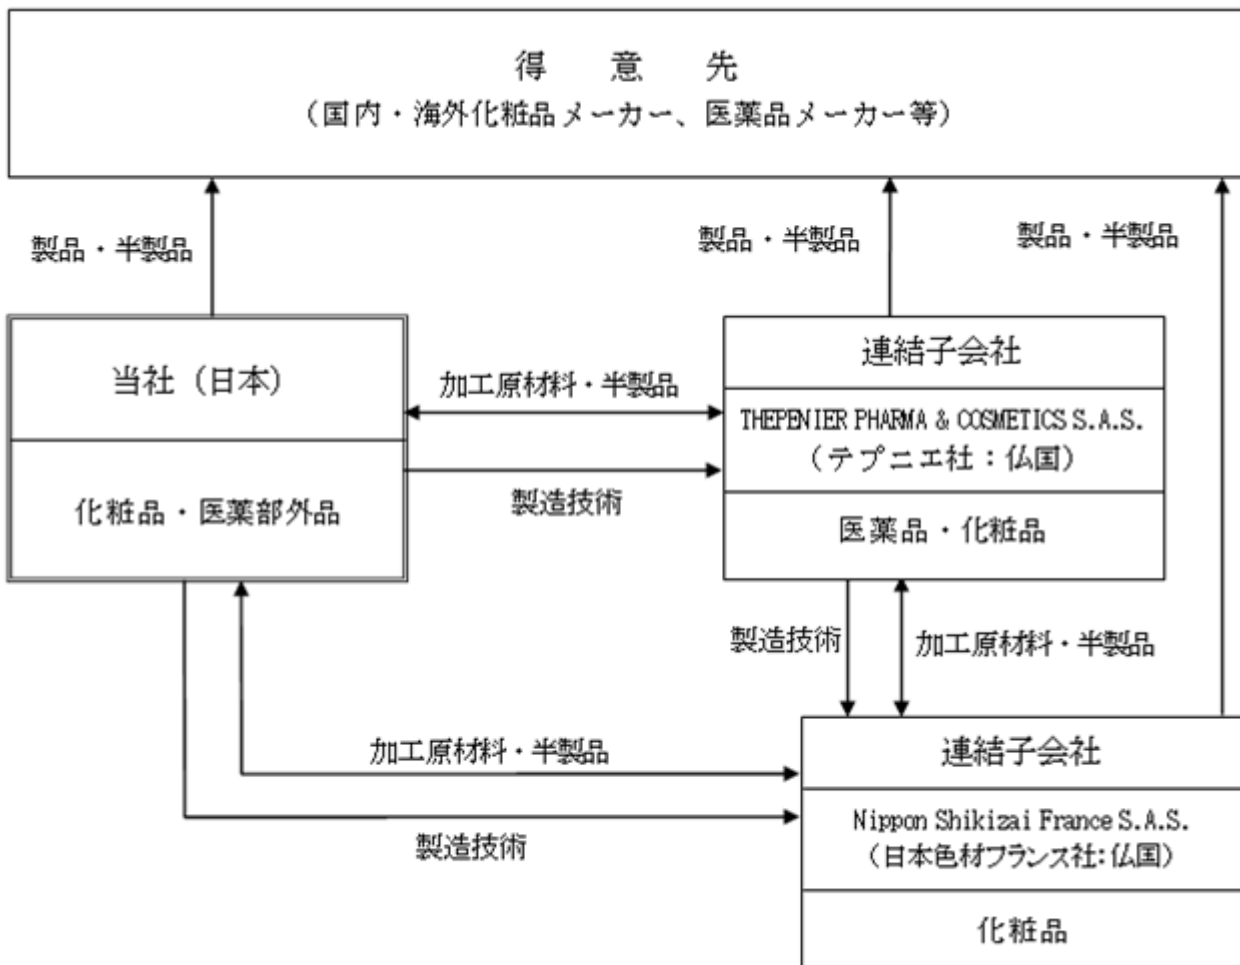 得 意 先
（国内・海外化粧品メーカー、医薬品メーカー等）
製品・半製品
製品・半製品
製品・半製品
当社（日本）
化粧品・医薬部外品
加工原材料・半製品
製造技術
連結子会社
THEPENIER PHARMA & COSMETICS S.A.S.
（テプニエ社：仏国）
医薬品・化粧品
製造技術
加工原材料・半製品
加工原材料・半製品
製造技術
連結子会社
Nippon Shikizai France S.A.S.
（日本色材フランス社：仏国）
化粧品